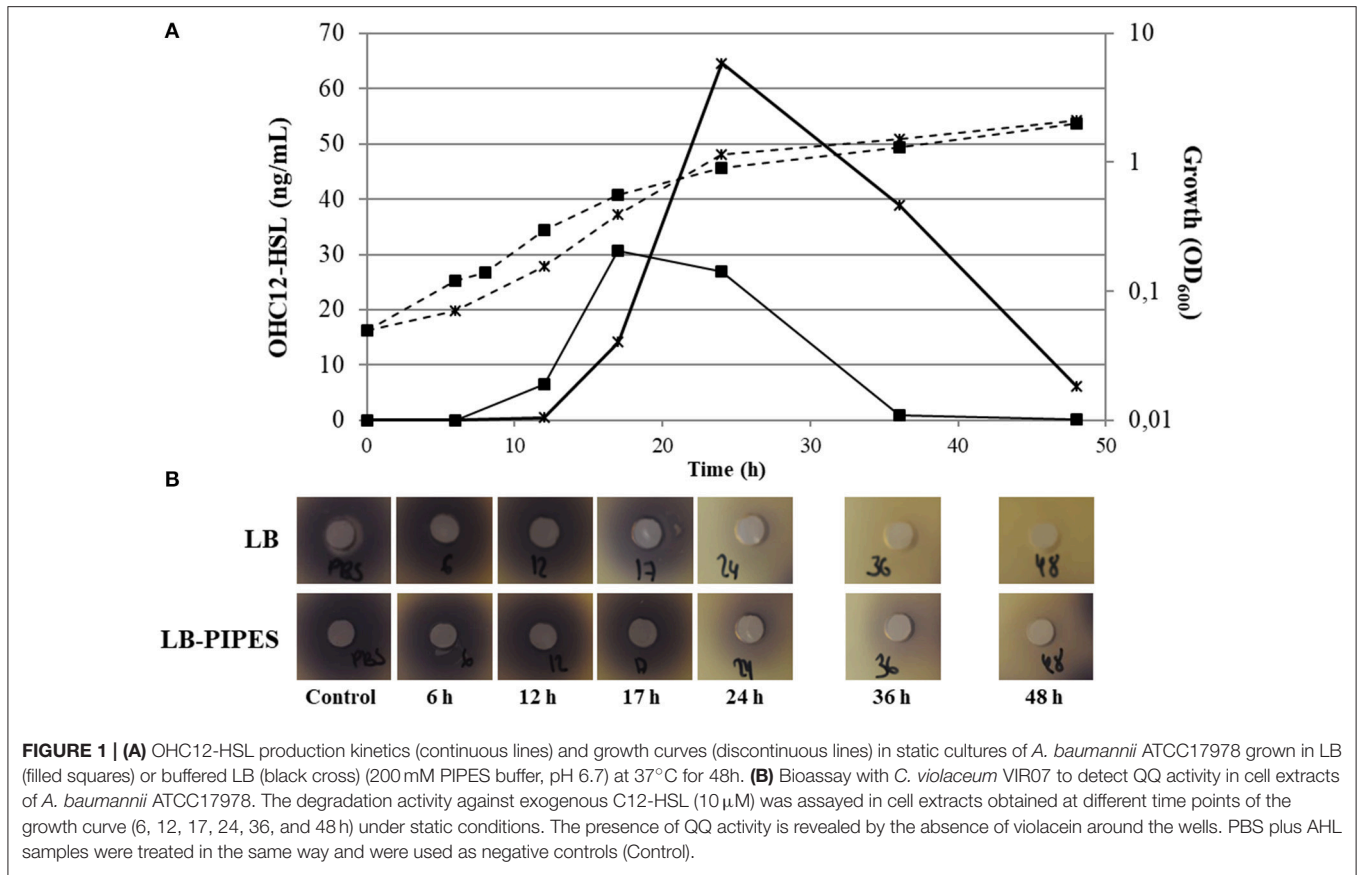 A
70
60
50
40
30
20
10
0
OHC12-HSL (ng/mL)
10
1
0,1
0,01
Growth (OD600)
0
10
20
30
40
50
Time (h)
B
LB
PBS
6
12
17
24
36
48
LB-PIPES
PBS
6
12
24
36
48
Control
6 h
12 h
17 h
24 h
36 h
48 h
FIGURE 1 | (A) OHC12-HSL production kinetics (continuous lines) and growth curves (discontinuous lines) in static cultures of A. baumannii ATCC17978 grown in LB
(filled squares) or buffered LB (black cross) (200 mM PIPES buffer, pH 6.7) at 37°C for 48h. (B) Bioassay with C. violaceum VIR07 to detect QQ activity in cell extracts
of A. baumannii ATCC17978. The degradation activity against exogenous C12-HSL (10 μM) was assayed in cell extracts obtained at different time points of the
growth curve (6, 12, 17, 24, 36, and 48 h) under static conditions. The presence of QQ activity is revealed by the absence of violacein around the wells. PBS plus AHL
samples were treated in the same way and were used as negative controls (Control).